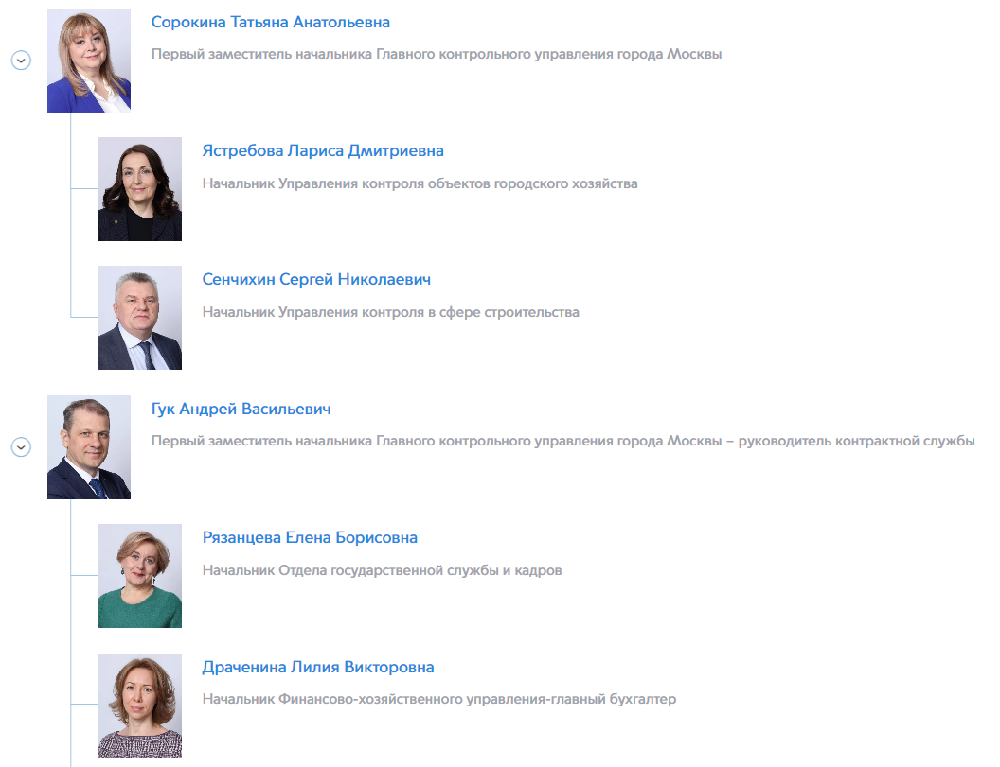 Сорокина Татьяна Анатольевна
Первый заместитель начальника Главного контрольного управления города Москвы
Ястребова Лариса Дмитриевна
Начальник Управления контроля объектов городского хозяйства
Сенчихин Сергей Николаевич
Начальник Управления контроля в сфере строительства
Гук Андрей Васильевич
Первый заместитель начальника Главного контрольного управления города Москвы – руководитель контрактной службы
Рязанцева Елена Борисовна
Начальник Отдела государственной службы и кадров
Драченина Лилия Викторовна
Начальник Финансово-хозяйственного управления-главный бухгалтер